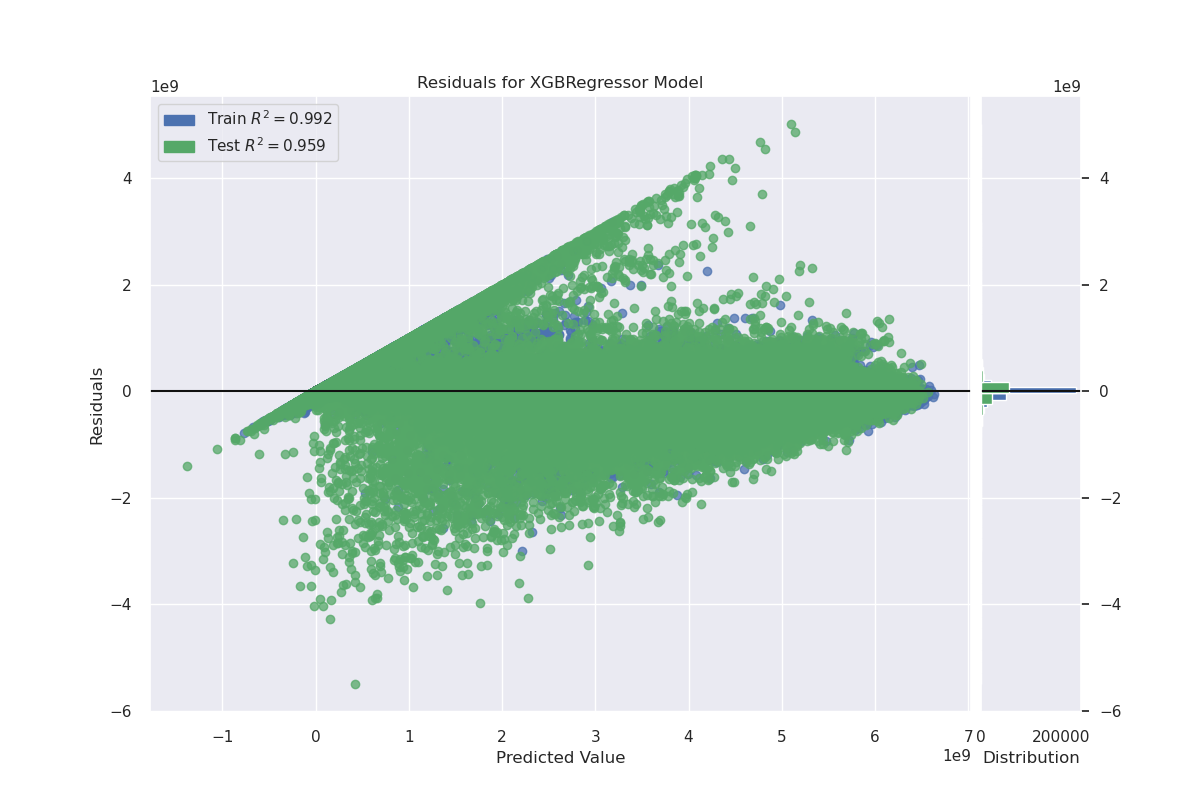 Residuals for XGBRegressor Model
1e9
1e9
Train R² = 0.992
Test R² = 0.959
4
2
0
−2
−4
−6
Residuals
4
2
0
−2
−4
−6
−1
0
1
2
3
4
5
6
7
0
200000
1e9
Predicted Value
Distribution